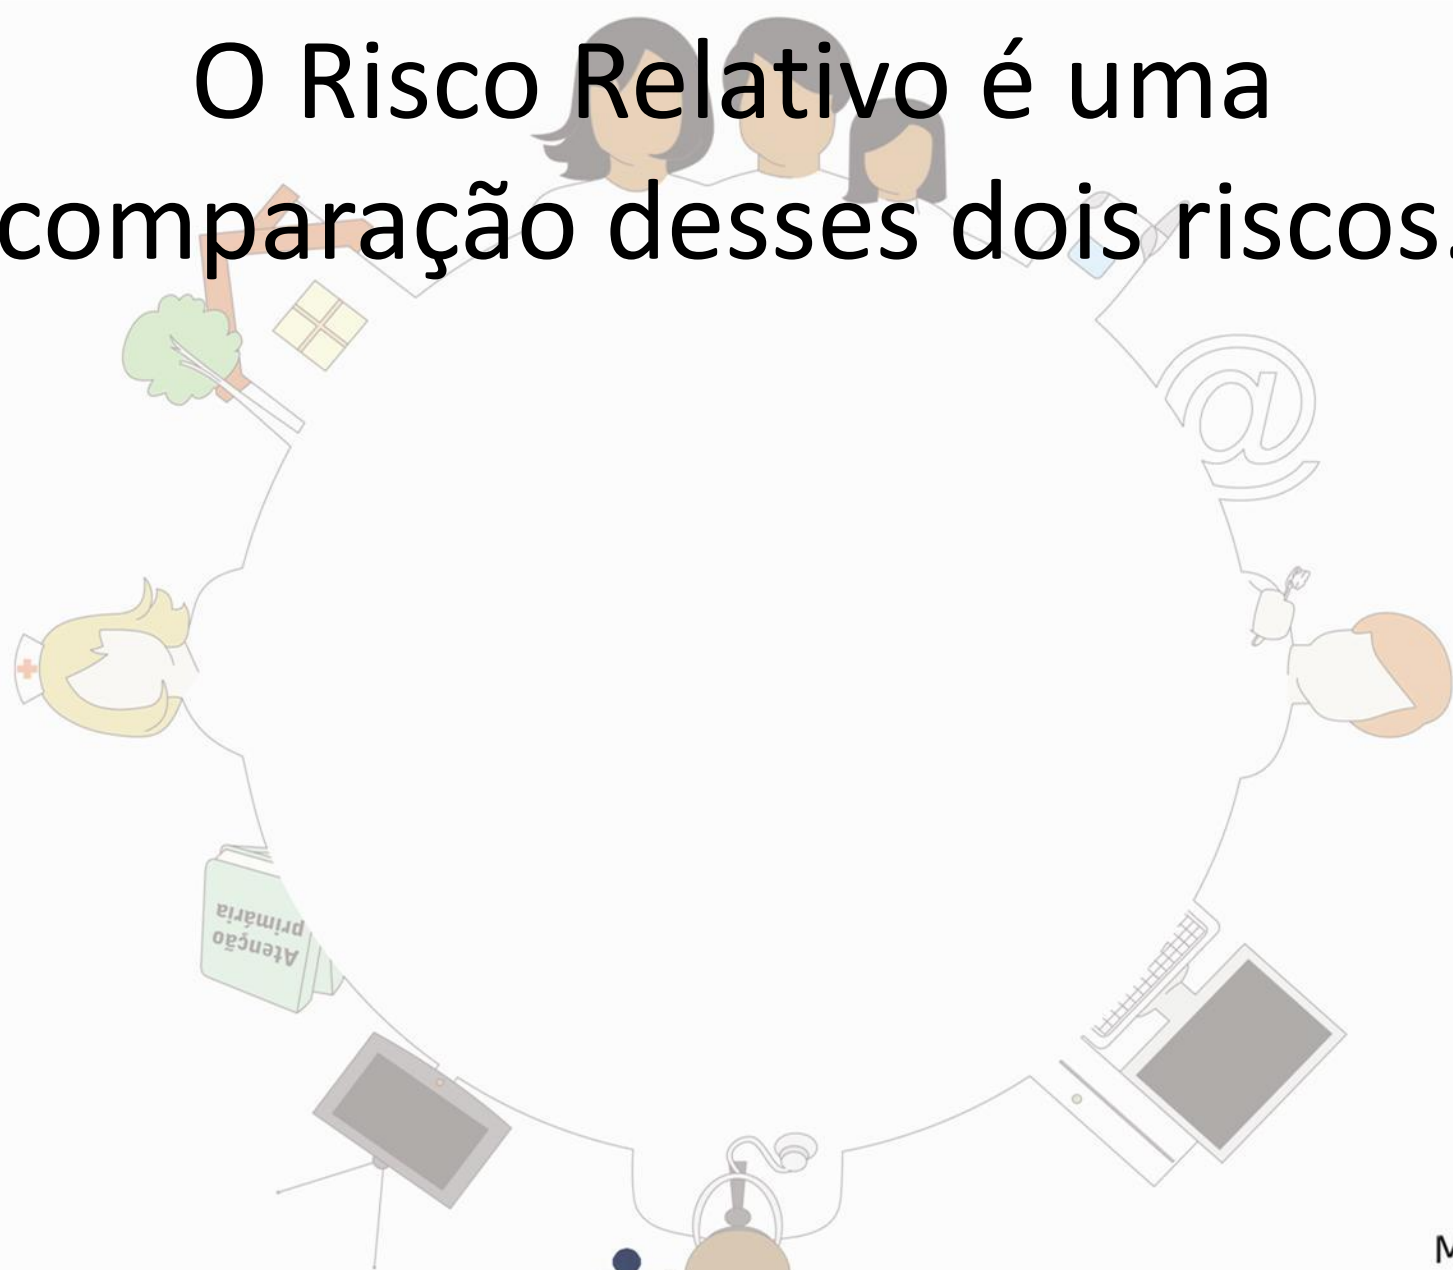 O Risco Relativo é uma
comparação desses dois riscos.
@
Atenção
primária
M